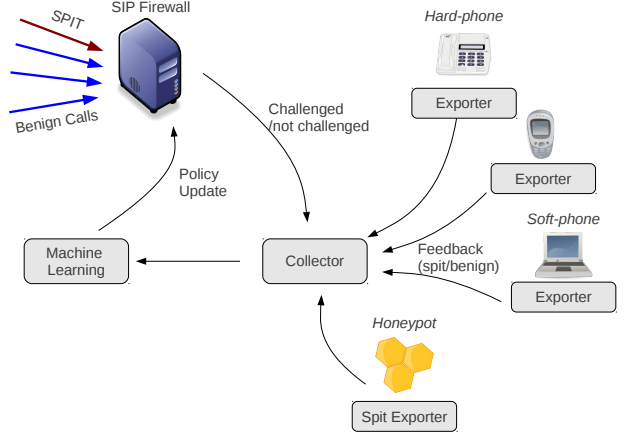 SIP Firewall
SPIT
Benign Calls
Hard-phone
Exporter
Challenged
/not challenged
Exporter
Policy
Update
Soft-phone
Machine
Learning
Collector
Feedback
(spit/benign)
Exporter
Honeypot
Spit Exporter